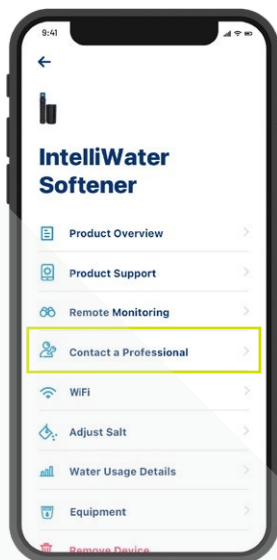 9:41
IntelliWater
Softener
Product Overview
Product Support
Remote Monitoring
Contact a Professional
WiFi
Adjust Salt
Water Usage Details
Equipment
Remove Device